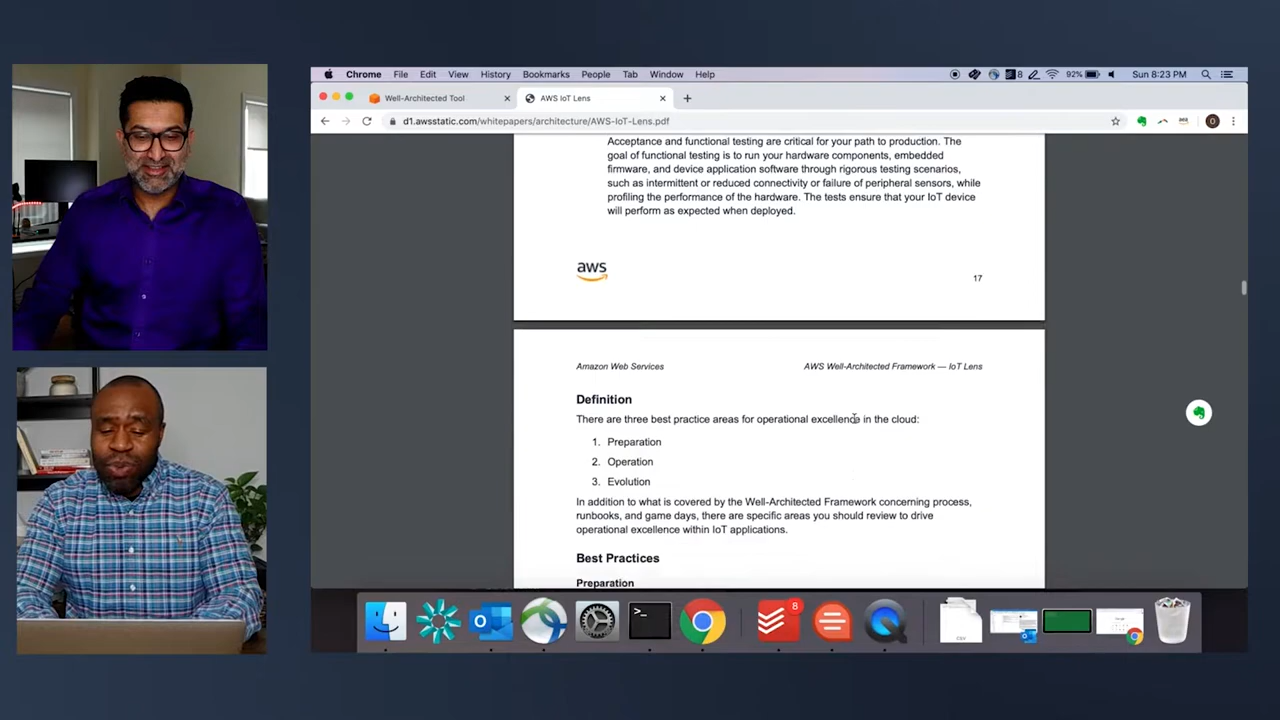 Chrome File Edit View History Bookmarks People Tab Window Help
8 92% Sun 8:23 PM
Well-Architected Tool
AWS IoT Lens
d1.awsstatic.com/whitepapers/architecture/AWS-IoT-Lens.pdf
Acceptance and functional testing are critical for your path to production. The
goal of functional testing is to run your hardware components, embedded
firmware, and device application software through rigorous testing scenarios,
such as intermittent or reduced connectivity or failure of peripheral sensors, while
profiling the performance of the hardware. The tests ensure that your IoT device
will perform as expected when deployed.
aws
17
Amazon Web Services
AWS Well-Architected Framework — IoT Lens
Definition
There are three best practice areas for operational excellence in the cloud:
1. Preparation
2. Operation
3. Evolution
In addition to what is covered by the Well-Architected Framework concerning process,
runbooks, and game days, there are specific areas you should review to drive
operational excellence within IoT applications.
Best Practices
Preparation
8
CSV